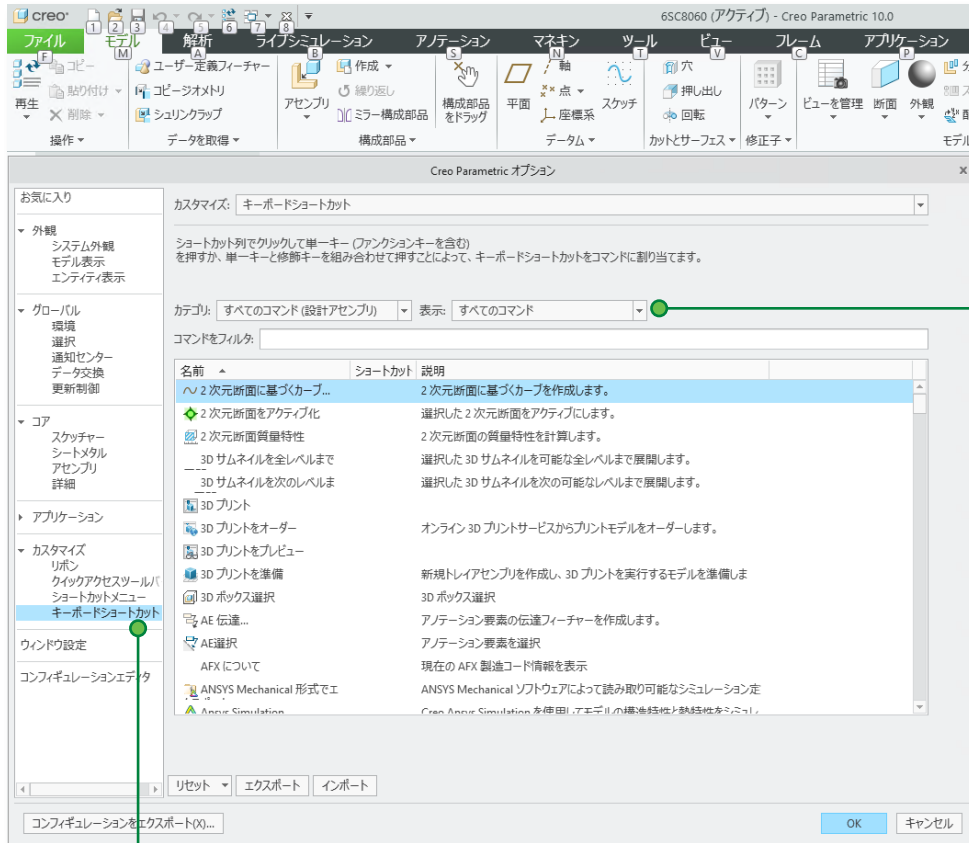 creo® 6SC8060 (アクティブ) - Creo Parametric 10.0
1 2 3 4 5 6 7 8
ファイル モデル 解析 ライブシミュレーション アノテーション マネキン ツール ビュー フレーム アプリケーション
F M A B S N T V C P
再生
コピー
貼り付け
削除
操作
ユーザー定義フィーチャー
コピージオメトリ
シュリンクラップ
データを取得
アセンブリ
作成
繰り返し
ミラー構成部品
構成部品
をドラッグ
構成部品
平面
軸
点
座標系
スケッチ
データム
穴
押し出し
回転
カットとサーフェス
パターン
修正子
ビューを管理
断面
外観
モデル
Creo Parametric オプション x
お気に入り
外観
システム外観
モデル表示
エンティティ表示
グローバル
環境
選択
通知センター
データ交換
更新制御
コア
スケッチャー
シートメタル
アセンブリ
詳細
アプリケーション
カスタマイズ
リボン
クイックアクセスツールバ
ショートカットメニュー
キーボードショートカット
ウィンドウ設定
コンフィギュレーションエディタ
カスタマイズ: キーボードショートカット
ショートカット列でクリックして単一キー (ファンクションキーを含む)
を押すか、単一キーと修飾キーを組み合わせて押すことによって、キーボードショートカットをコマンドに割り当てます。
カテゴリ: すべてのコマンド (設計アセンブリ) 表示: すべてのコマンド
コマンドをフィルタ:
名前 ショートカット 説明
2 次元断面に基づくカーブ... 2 次元断面に基づくカーブを作成します。
2 次元断面をアクティブ化 選択した 2 次元断面をアクティブにします。
2 次元断面質量特性 2 次元断面の質量特性を計算します。
3D サムネイルを全レベルまで 選択した 3D サムネイルを可能な全レベルまで展開します。
3D サムネイルを次のレベルま 選択した 3D サムネイルを次の可能なレベルまで展開します。
3D プリント
3D プリントをオーダー オンライン 3D プリントサービスからプリントモデルをオーダーします。
3D プリントをプレビュー
3D プリントを準備 新規トレイアセンブリを作成し、3D プリントを実行するモデルを準備しま
3D ボックス選択 3D ボックス選択
AE 伝達... アノテーション要素の伝達フィーチャーを作成します。
AE選択 アノテーション要素を選択
AFX について 現在の AFX 製造コード情報を表示
ANSYS Mechanical 形式でエ ANSYS Mechanical ソフトウェアによって読み取り可能なシミュレーション定
Ansys Simulation Creo Ansys Simulation を使用してモデルの構造特性と熱特性をシミュレ
リセット エクスポート インポート
コンフィギュレーションをエクスポート(X)... OK キャンセル